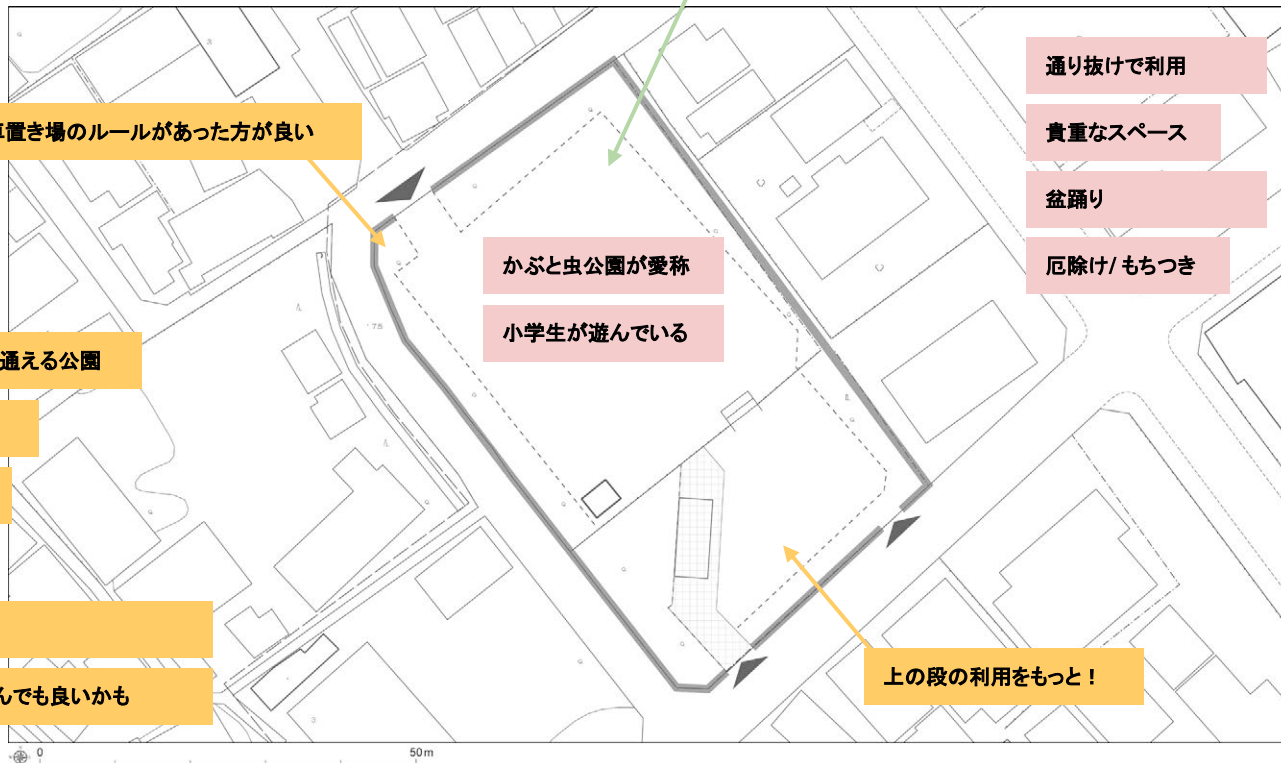 通り抜けで利用
車置き場のルールがあった方が良い
貴重なスペース
盆踊り
かぶと虫公園が愛称
厄除け/もちつき
小学生が遊んでいる
通える公園
上の段の利用をもっと！
んでも良いかも
0
50m